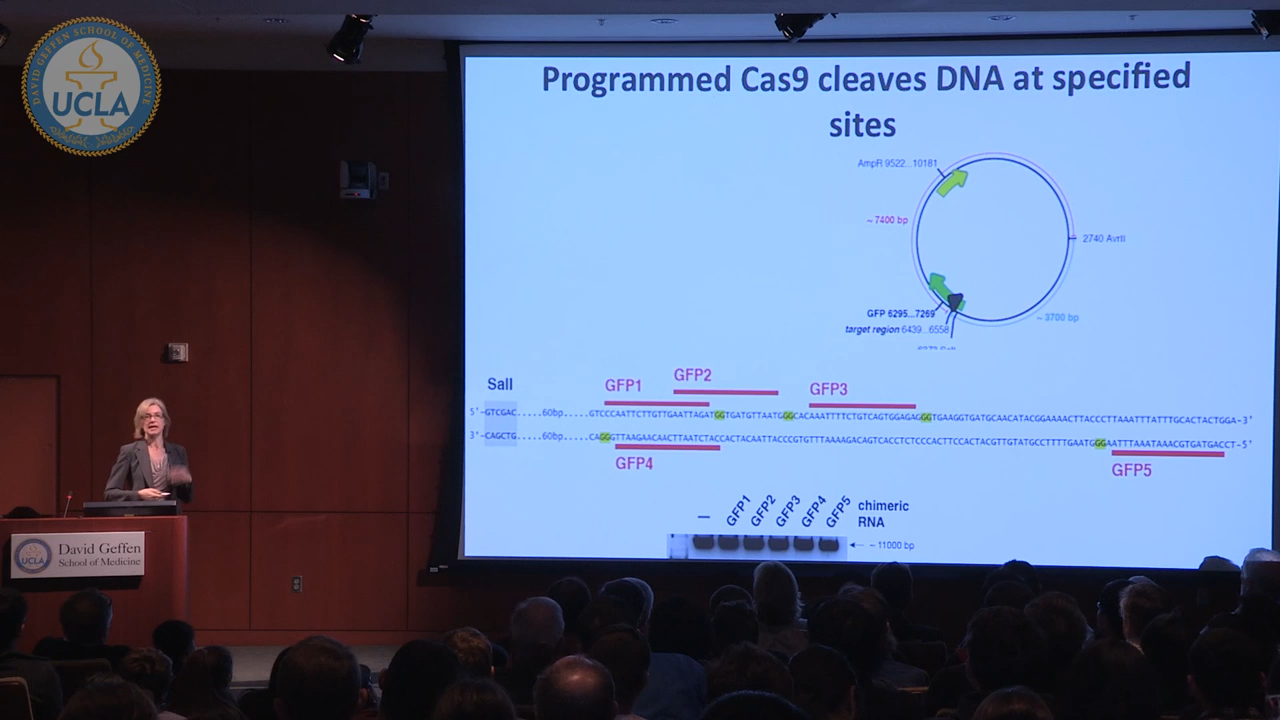 DAVID GEFFEN SCHOOL OF MEDICINE
UCLA
Programmed Cas9 cleaves DNA at specified
sites
AmpR 9522...10181
~ 7400 bp
2740 AvrII
GFP 6295...7269
target region 6439...6558
~ 3700 bp
SalI
GFP1
GFP2
GFP3
5'-GTCGAC.....60bp.....GTCCCAATTCTTGTTGAATTAGATGGTGATGTTAATGGGCACAAATTTTCTGTCAGTGGAGAGGGTGAAGGTGATGCAACATACGGAAAACTTACCCTTAAATTTATTTGCACTACTGGA-3'
3'-CAGCTG.....60bp.....CAGGGTTAAGAACAACTTAATCTACCACTACAATTACCCGTGTTTAAAAGACAGTCACCTCTCCCACTTCCACTACGTTGTATGCCTTTTGAATGGGAATTTAAATAAACGTGATGACCT-5'
GFP4
GFP5
–
GFP1
GFP2
GFP3
GFP4
GFP5
chimeric
RNA
~ 11000 bp
UCLA
David Geffen
School of Medicine